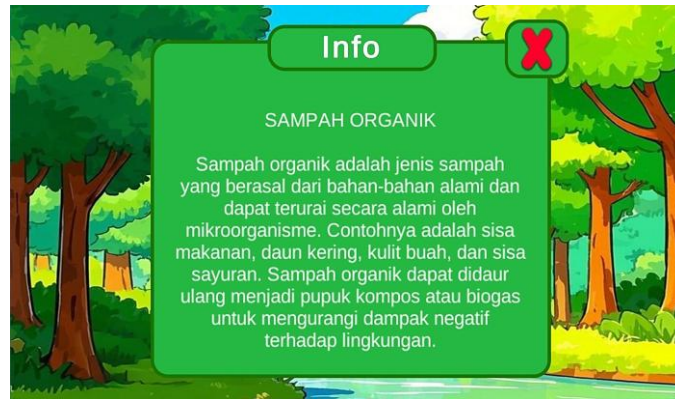 Info
X
SAMPAH ORGANIK
Sampah organik adalah jenis sampah
yang berasal dari bahan-bahan alami dan
dapat terurai secara alami oleh
mikroorganisme. Contohnya adalah sisa
makanan, daun kering, kulit buah, dan sisa
sayuran. Sampah organik dapat didaur
ulang menjadi pupuk kompos atau biogas
untuk mengurangi dampak negatif
terhadap lingkungan.